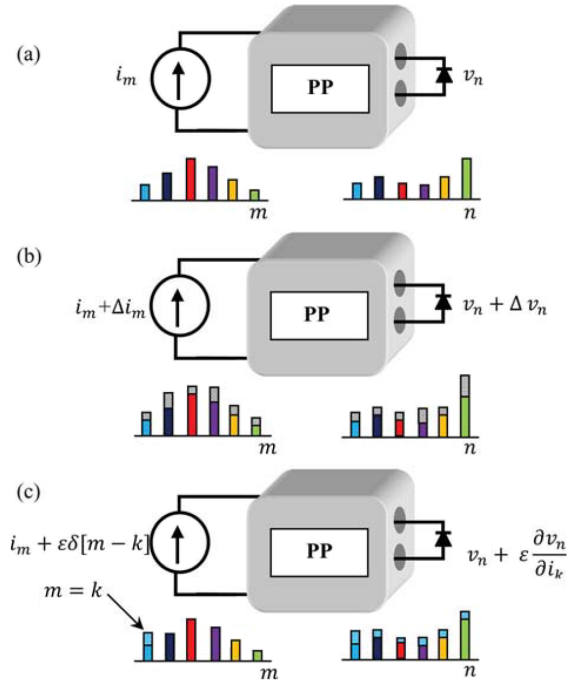 (a)
i_m
PP
v_n
m
n
(b)
i_m+Δi_m
PP
v_n + Δ v_n
m
n
(c)
i_m + εδ[m − k]
PP
v_n + ε ∂v_n/∂i_k
m = k
m
n